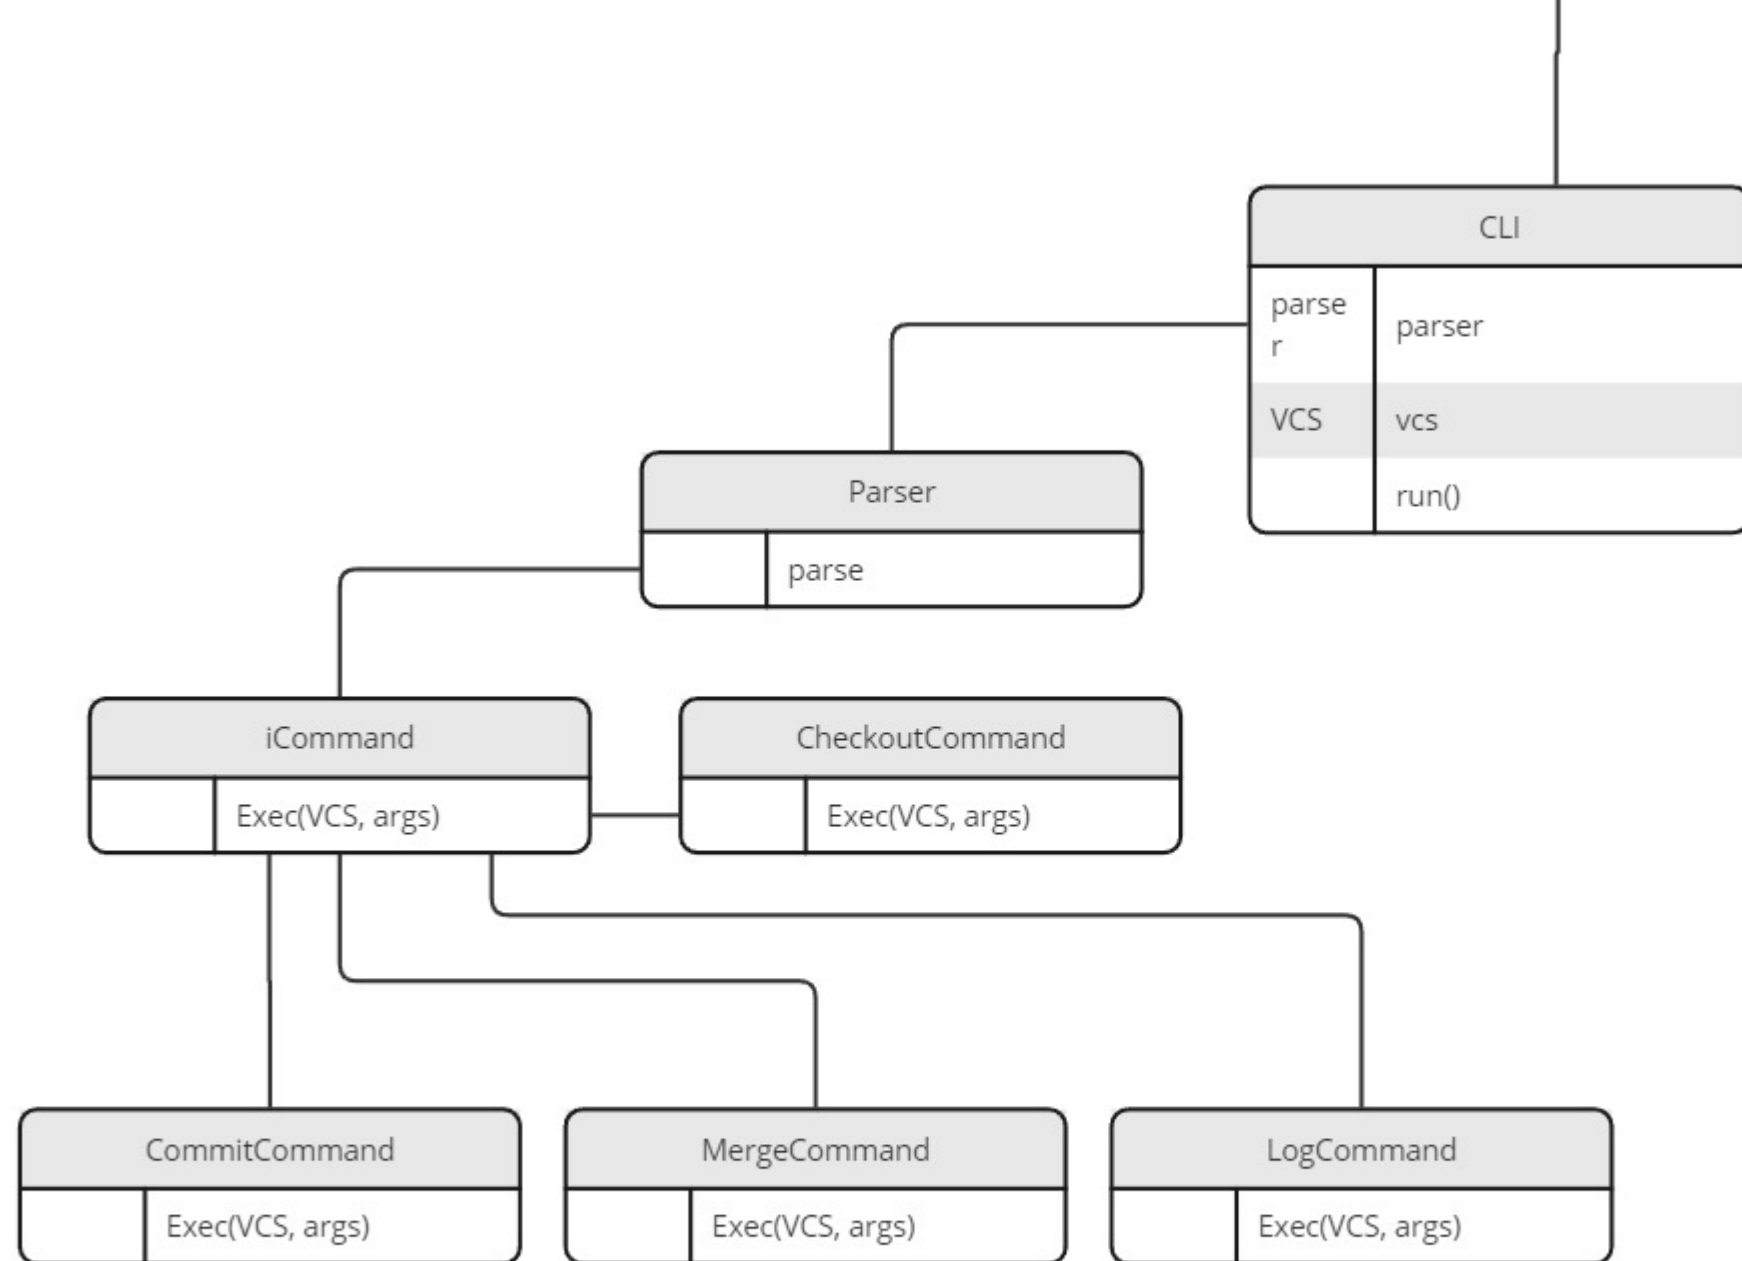 CLI
parse
r
parser
VCS
vcs
run()
Parser
parse
iCommand
Exec(VCS, args)
CheckoutCommand
Exec(VCS, args)
CommitCommand
Exec(VCS, args)
MergeCommand
Exec(VCS, args)
LogCommand
Exec(VCS, args)